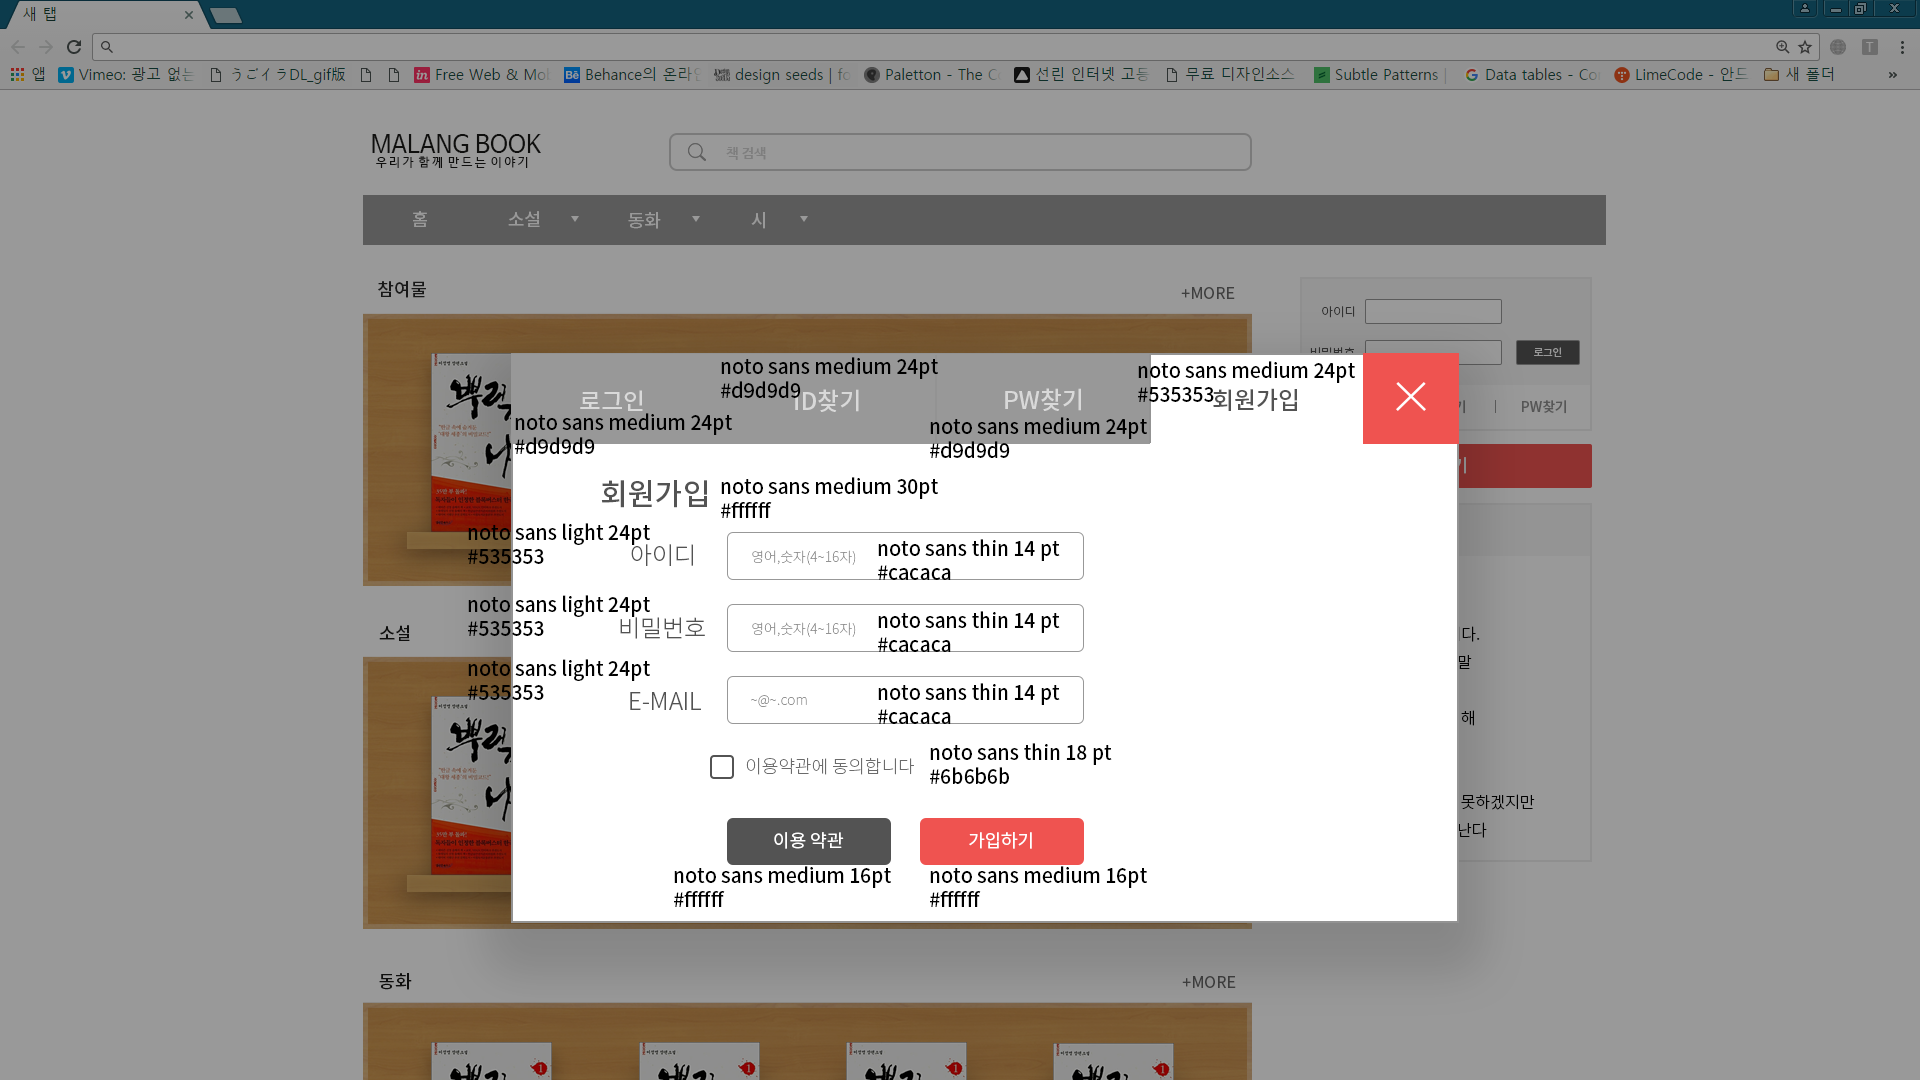 새 탭
앱
Vimeo: 광고 없는
うごイラDL_gif版
Free Web & Mo
Behance의 온라인
design seeds | fo
Paletton - The C
선린 인터넷 고등
무료 디자인소스
Subtle Patterns |
Data tables - Co
LimeCode - 안드
새 폴더
»
MALANG BOOK
우리가 함께 만드는 이야기
책 검색
홈
소설
동화
시
참여물
+MORE
아이디
비밀번호
로그인
PW찾기
로그인
ID찾기
PW찾기
회원가입
noto sans medium 24pt
#d9d9d9
noto sans medium 24pt
#d9d9d9
noto sans medium 24pt
#d9d9d9
noto sans medium 24pt
#535353
회원가입
noto sans medium 30pt
#ffffff
noto sans light 24pt
#535353
아이디
영어,숫자(4~16자)
noto sans thin 14 pt
#cacaca
noto sans light 24pt
#535353
비밀번호
영어,숫자(4~16자)
noto sans thin 14 pt
#cacaca
noto sans light 24pt
#535353
E-MAIL
~@~.com
noto sans thin 14 pt
#cacaca
이용약관에 동의합니다
noto sans thin 18 pt
#6b6b6b
이용 약관
가입하기
noto sans medium 16pt
#ffffff
noto sans medium 16pt
#ffffff
소설
다.
말
해
못하겠지만
난다
동화
+MORE